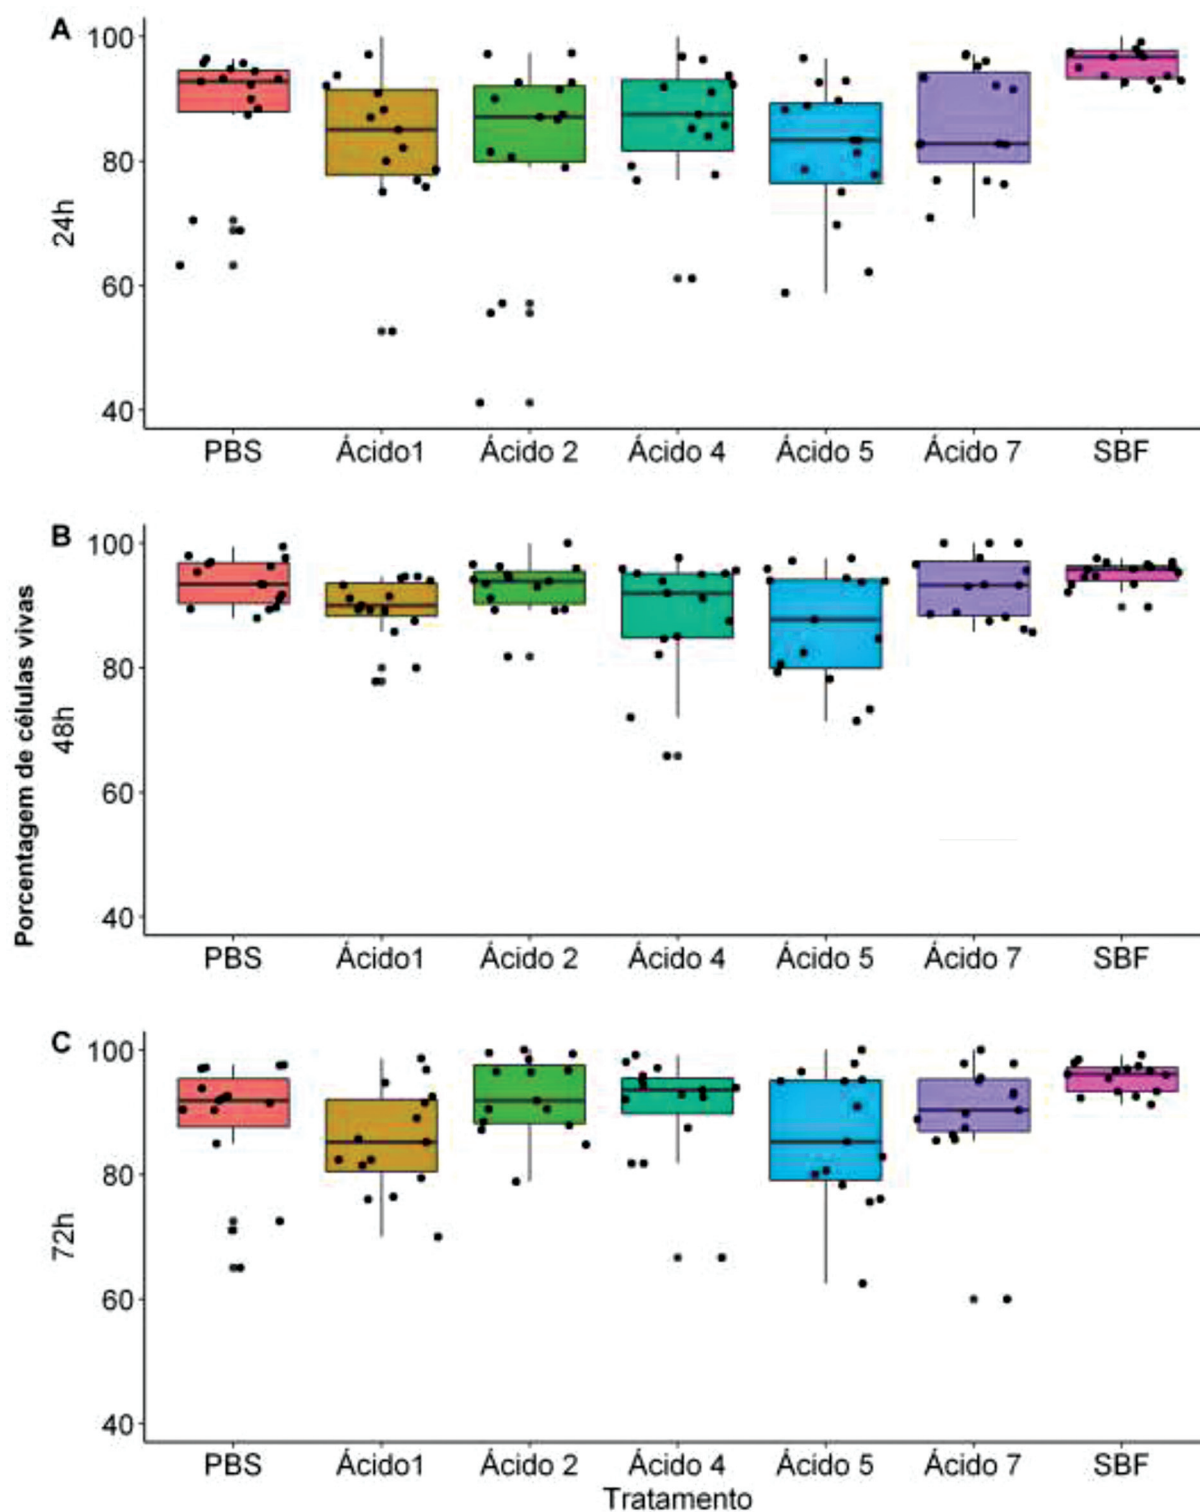 A
100
80
60
40
24h
PBS Ácido1 Ácido 2 Ácido 4 Ácido 5 Ácido 7 SBF
B
100
80
60
40
48h
Porcentagem de células vivas
PBS Ácido1 Ácido 2 Ácido 4 Ácido 5 Ácido 7 SBF
C
100
80
60
40
72h
PBS Ácido1 Ácido 2 Ácido 4 Ácido 5 Ácido 7 SBF
Tratamento